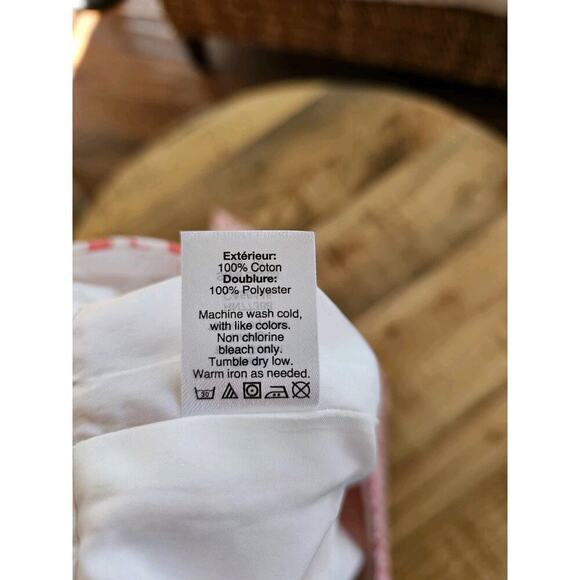 Extérieur:
100% Coton
Doublure:
100% Polyester
Machine wash cold,
with like colors.
Non chlorine
bleach only.
Tumble dry low.
Warm iron as needed.
30